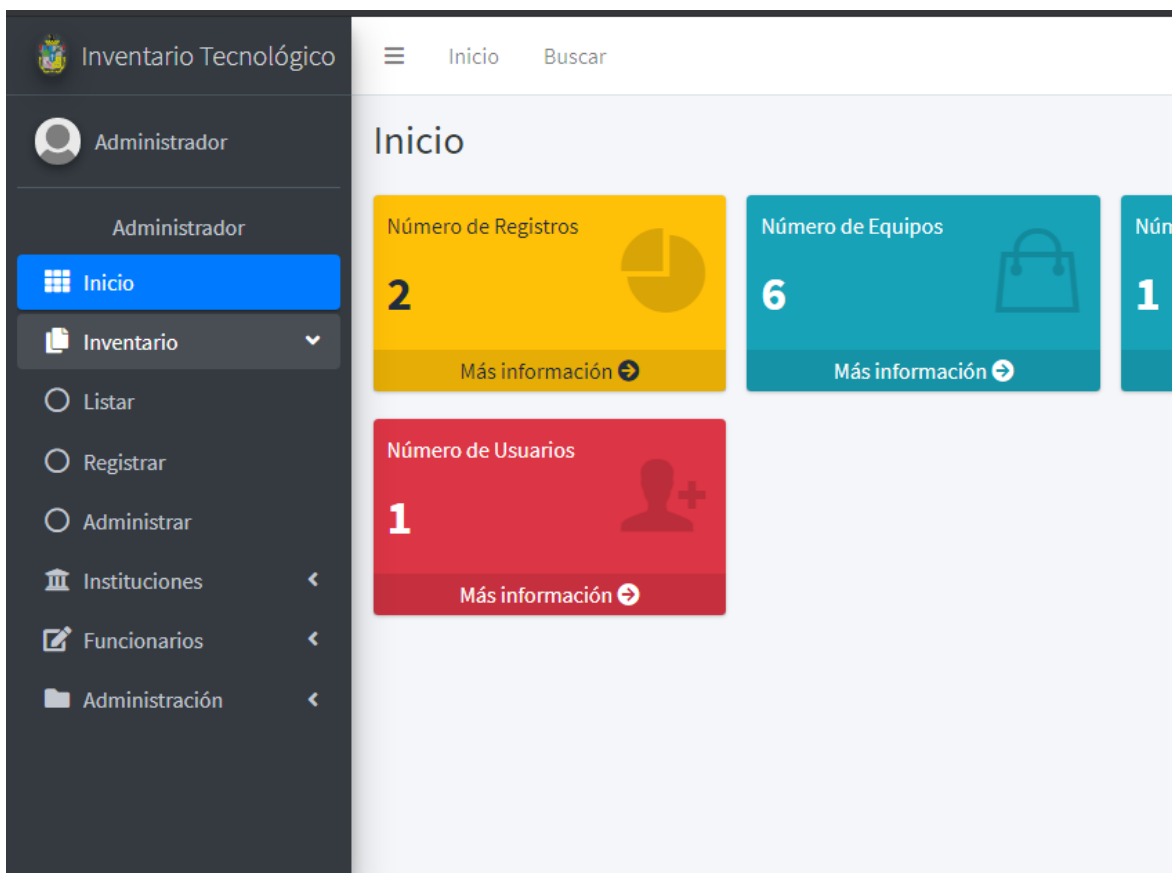 Inventario Tecnológico
Inicio Buscar
Administrador
Administrador
Inicio
Inventario
Listar
Registrar
Administrar
Instituciones
Funcionarios
Administración
Inicio
Número de Registros
2
Más información
Número de Equipos
6
Más información
Núm
1
Número de Usuarios
1
Más información